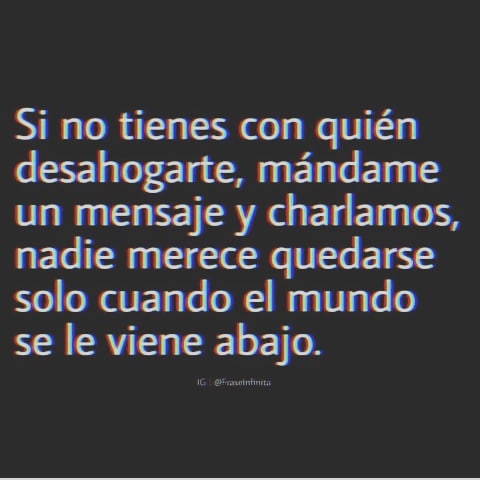 Si no tienes con quién
desahogarte, mándame
un mensaje y charlamos,
nadie merece quedarse
solo cuando el mundo
se le viene abajo.
IG | @FraseInfinita